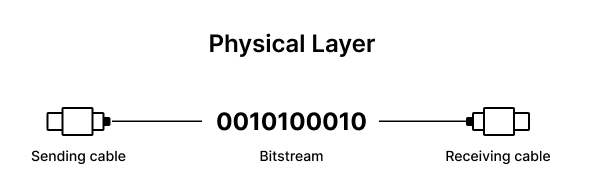 Physical Layer
0010100010
Sending cable
Bitstream
Receiving cable